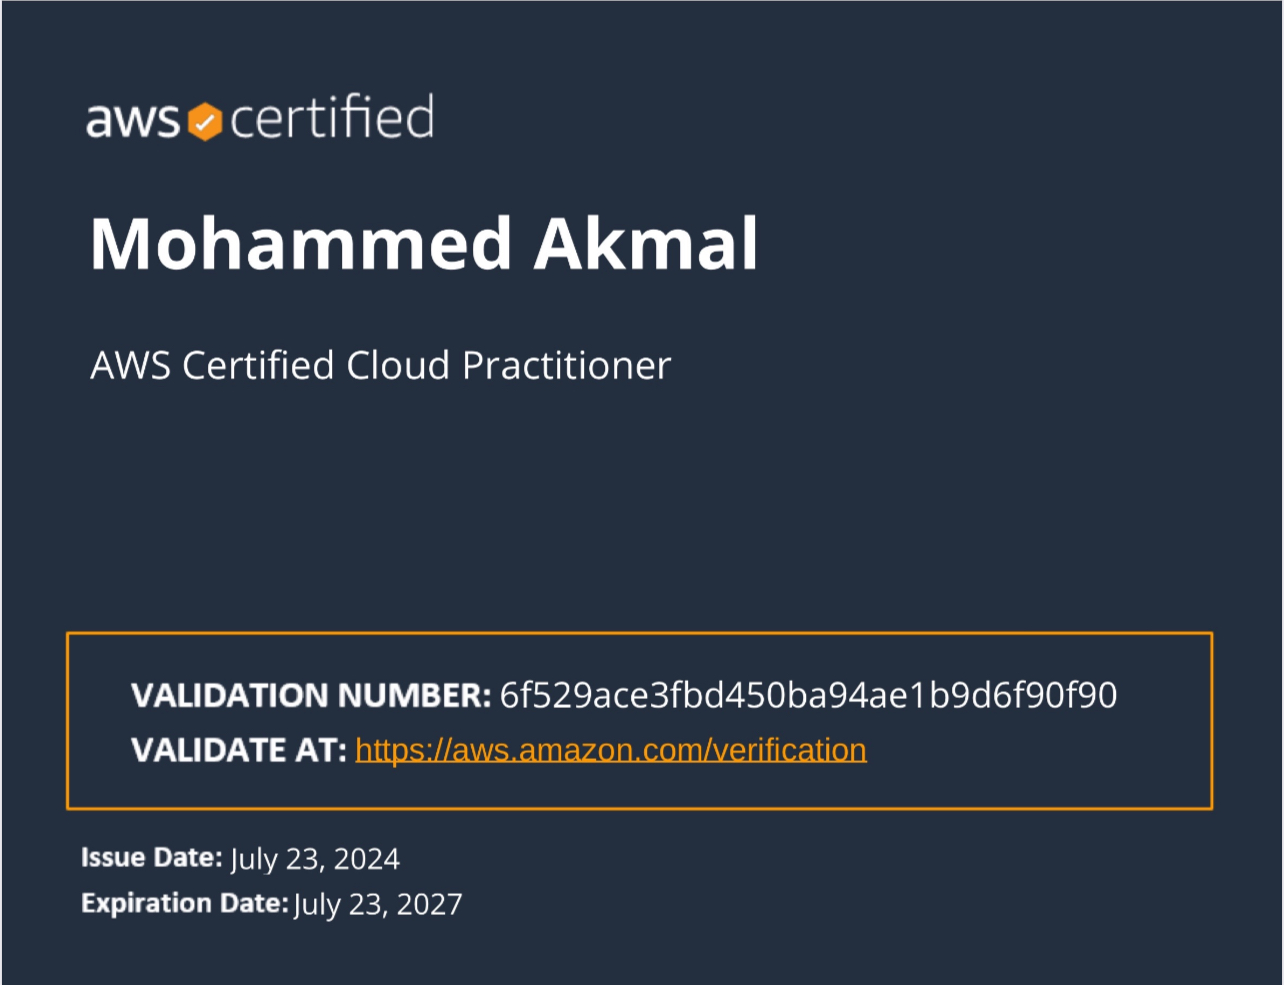 aws certified
Mohammed Akmal
AWS Certified Cloud Practitioner
VALIDATION NUMBER: 6f529ace3fbd450ba94ae1b9d6f90f90
VALIDATE AT: https://aws.amazon.com/verification
Issue Date: July 23, 2024
Expiration Date: July 23, 2027